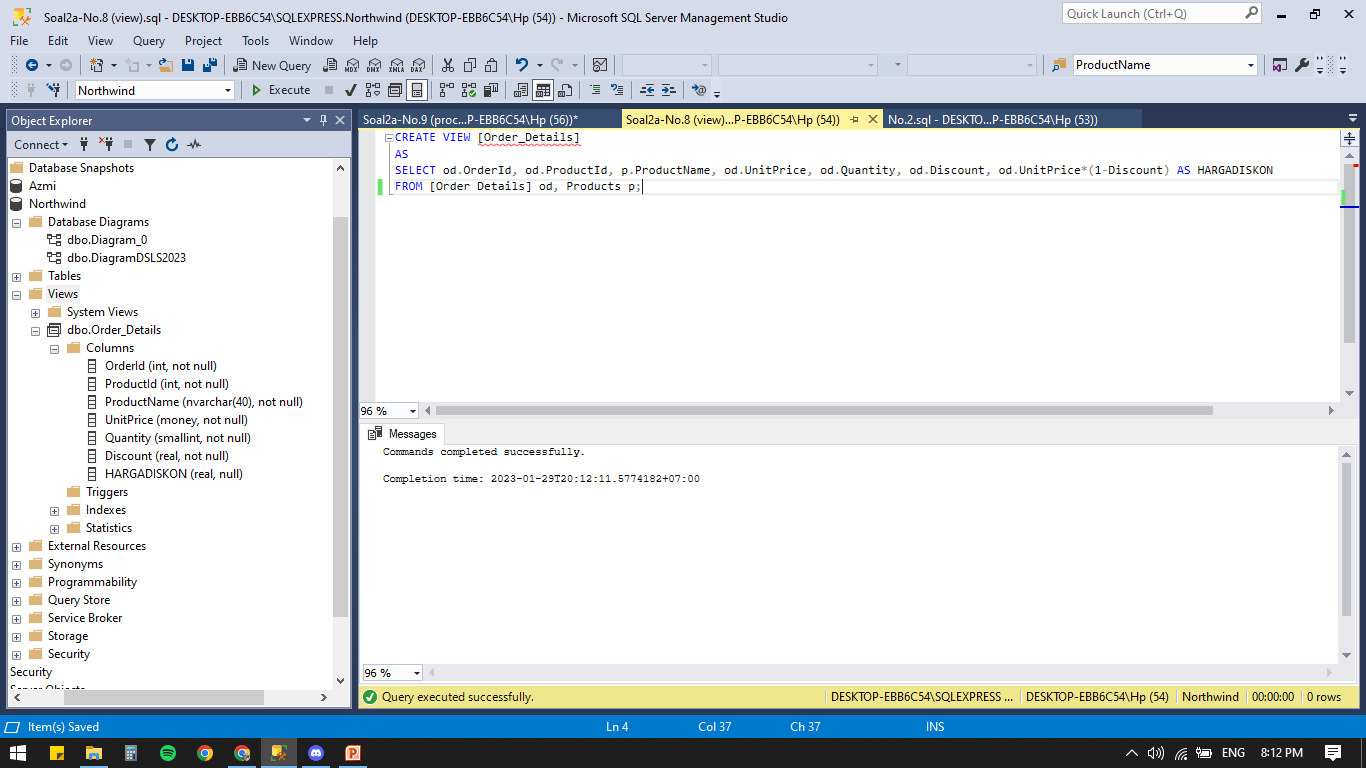 Soal2a-No.8 (view).sql - DESKTOP-EBB6C54\SQLEXPRESS.Northwind (DESKTOP-EBB6C54\Hp (54)) - Microsoft SQL Server Management Studio
Quick Launch (Ctrl+Q)
File Edit View Query Project Tools Window Help
New Query MDX DMX XMLA DAX ProductName
Northwind Execute
Object Explorer
Connect
Database Snapshots
Azmi
Northwind
Database Diagrams
dbo.Diagram_0
dbo.DiagramDSLS2023
Tables
Views
System Views
dbo.Order_Details
Columns
OrderId (int, not null)
ProductId (int, not null)
ProductName (nvarchar(40), not null)
UnitPrice (money, not null)
Quantity (smallint, not null)
Discount (real, not null)
HARGADISKON (real, null)
Triggers
Indexes
Statistics
External Resources
Synonyms
Programmability
Query Store
Service Broker
Storage
Security
Security
Server Objects
Soal2a-No.9 (proc...P-EBB6C54\Hp (56))* Soal2a-No.8 (view)...P-EBB6C54\Hp (54)) No.2.sql - DESKTO...P-EBB6C54\Hp (53))
CREATE VIEW [Order_Details]
AS
SELECT od.OrderId, od.ProductId, p.ProductName, od.UnitPrice, od.Quantity, od.Discount, od.UnitPrice*(1-Discount) AS HARGADISKON
FROM [Order Details] od, Products p;
96 %
Messages
Commands completed successfully.
Completion time: 2023-01-29T20:12:11.5774182+07:00
96 %
Query executed successfully. DESKTOP-EBB6C54\SQLEXPRESS ... DESKTOP-EBB6C54\Hp (54) Northwind 00:00:00 0 rows
Item(s) Saved Ln 4 Col 37 Ch 37 INS
ENG 8:12 PM